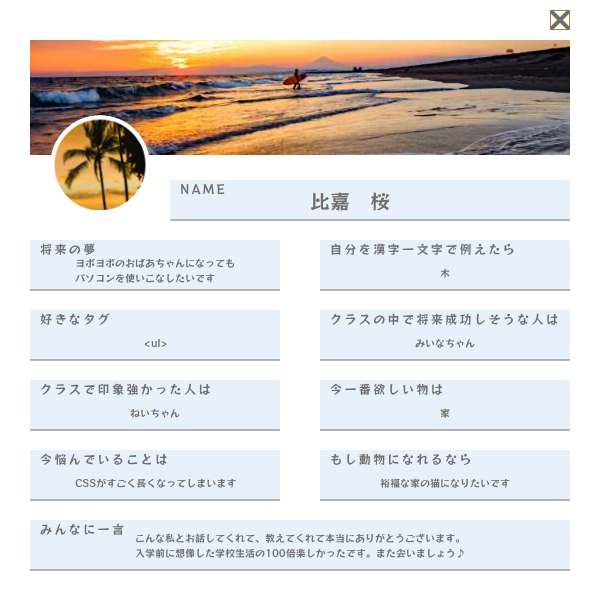 NAME
比嘉　桜
将来の夢
ヨボヨボのおばあちゃんになっても
パソコンを使いこなしたいです
自分を漢字一文字で例えたら
木
好きなタグ
<ul>
クラスの中で将来成功しそうな人は
みいなちゃん
クラスで印象強かった人は
ねいちゃん
今一番欲しい物は
家
今悩んでいることは
CSSがすごく長くなってしまいます
もし動物になれるなら
裕福な家の猫になりたいです
みんなに一言
こんな私とお話してくれて、教えてくれて本当にありがとうございます。
入学前に想像した学校生活の100倍楽しかったです。また会いましょう♪